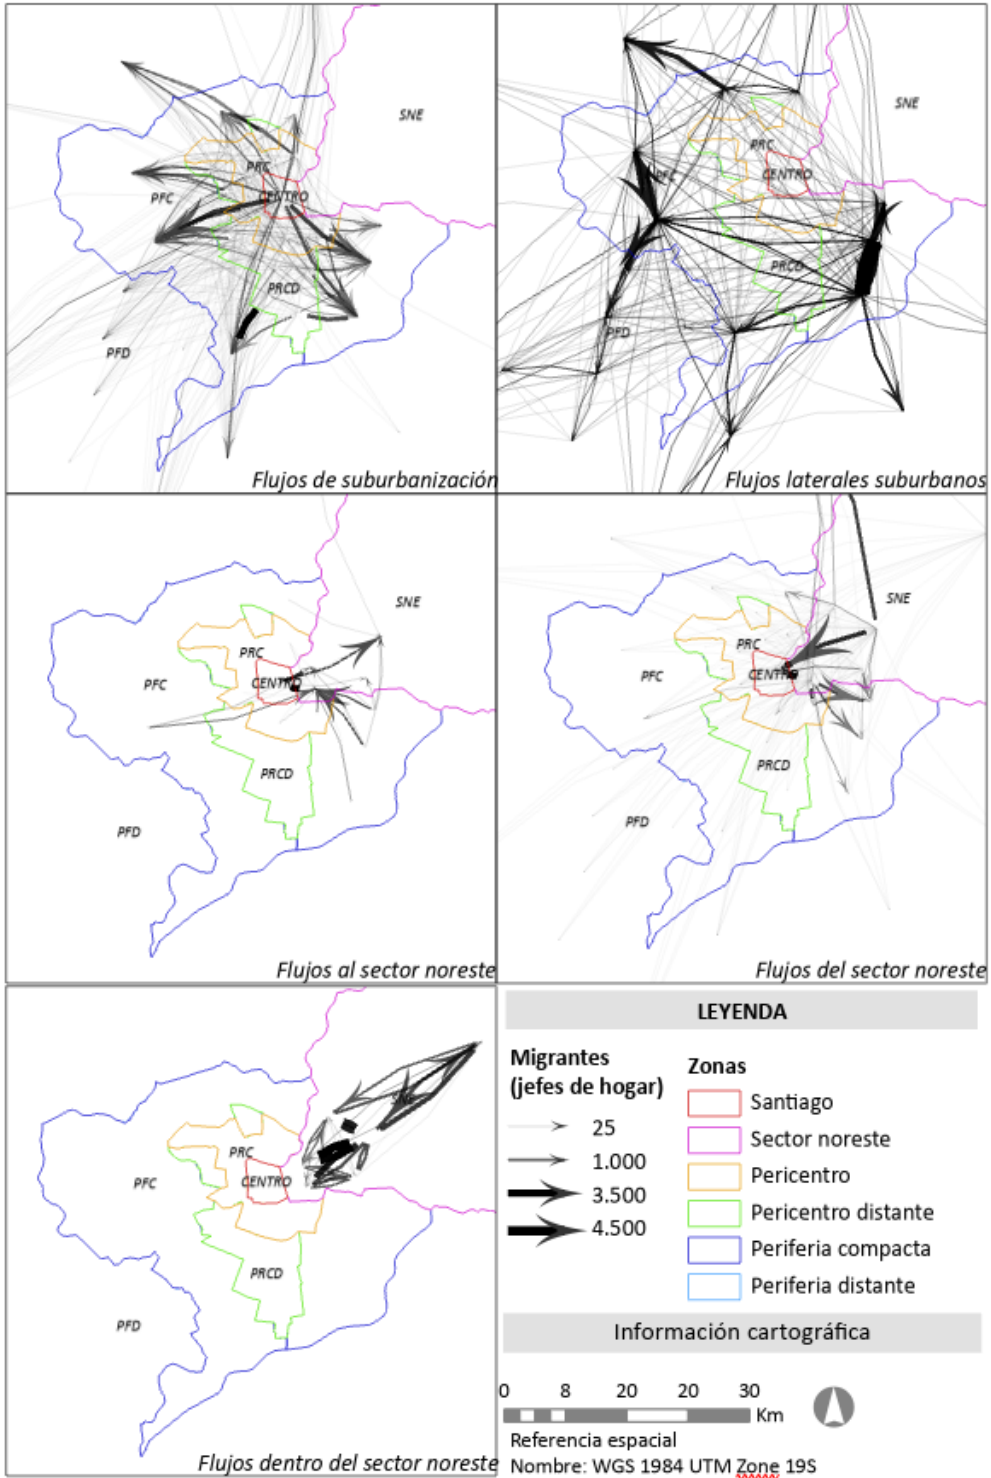 SNE
PRC
CENTRO
PFC
PRCD
PFD
Flujos de suburbanización
SNE
PRC
CENTRO
PFC
PRCD
PFD
Flujos laterales suburbanos
SNE
PRC
CENTRO
PFC
PRCD
PFD
Flujos al sector noreste
SNE
PRC
CENTRO
PFC
PRCD
PFD
Flujos del sector noreste
SNE
PRC
CENTRO
PFC
PRCD
PFD
Flujos dentro del sector noreste
LEYENDA
Migrantes
(jefes de hogar)
25
1.000
3.500
4.500
Zonas
Santiago
Sector noreste
Pericentro
Pericentro distante
Periferia compacta
Periferia distante
Información cartográfica
0 8 20 20 30
Km
Referencia espacial
Nombre: WGS 1984 UTM Zone 19S